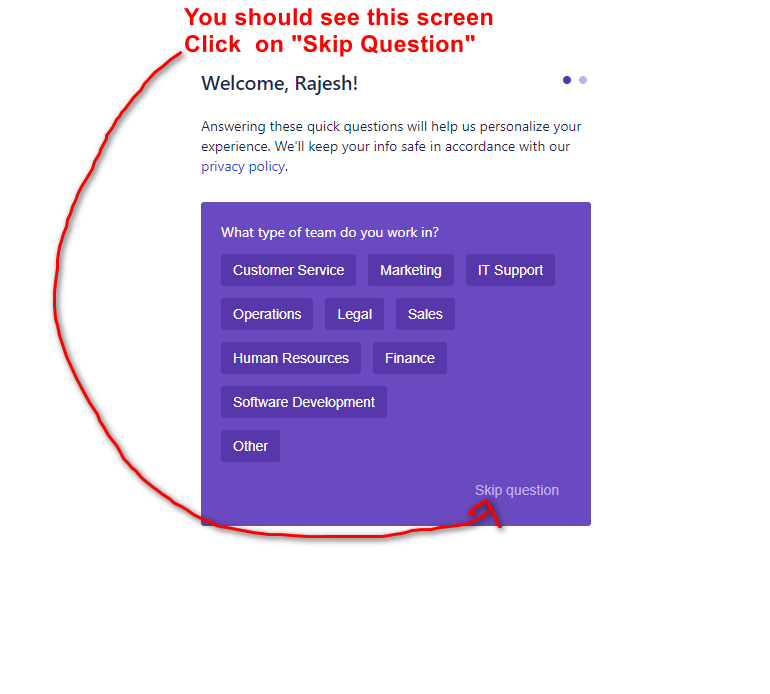 You should see this screen
Click on "Skip Question"
Welcome, Rajesh!
Answering these quick questions will help us personalize your
experience. We'll keep your info safe in accordance with our
privacy policy.
What type of team do you work in?
Customer Service
Marketing
IT Support
Operations
Legal
Sales
Human Resources
Finance
Software Development
Other
Skip question